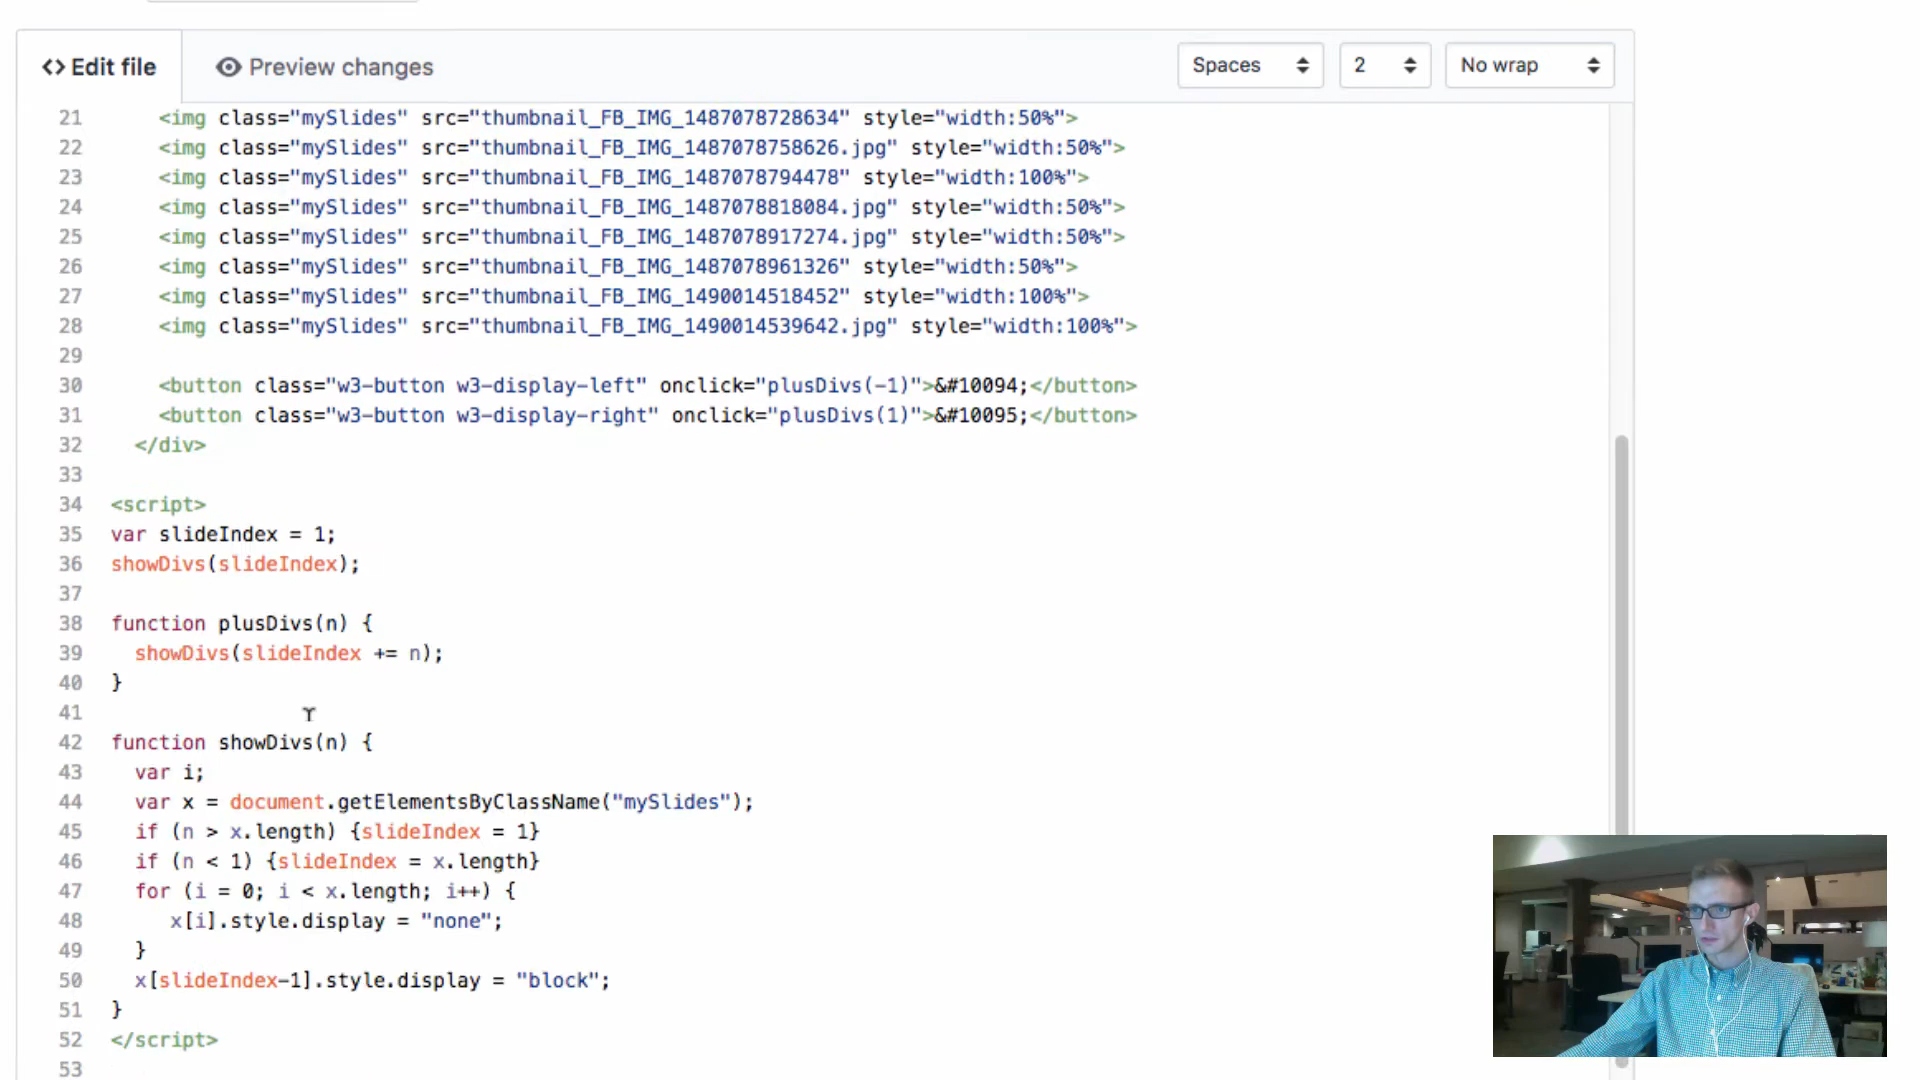 Edit file
Preview changes
Spaces
2
No wrap
21 <img class="mySlides" src="thumbnail_FB_IMG_1487078728634" style="width:50%">
22 <img class="mySlides" src="thumbnail_FB_IMG_1487078758626.jpg" style="width:50%">
23 <img class="mySlides" src="thumbnail_FB_IMG_1487078794478" style="width:100%">
24 <img class="mySlides" src="thumbnail_FB_IMG_1487078818084.jpg" style="width:50%">
25 <img class="mySlides" src="thumbnail_FB_IMG_1487078917274.jpg" style="width:50%">
26 <img class="mySlides" src="thumbnail_FB_IMG_1487078961326" style="width:50%">
27 <img class="mySlides" src="thumbnail_FB_IMG_1490014518452" style="width:100%">
28 <img class="mySlides" src="thumbnail_FB_IMG_1490014539642.jpg" style="width:100%">
29
30 <button class="w3-button w3-display-left" onclick="plusDivs(-1)">&#10094;</button>
31 <button class="w3-button w3-display-right" onclick="plusDivs(1)">&#10095;</button>
32 </div>
33
34 <script>
35 var slideIndex = 1;
36 showDivs(slideIndex);
37
38 function plusDivs(n) {
39 showDivs(slideIndex += n);
40 }
41
42 function showDivs(n) {
43 var i;
44 var x = document.getElementsByClassName("mySlides");
45 if (n > x.length) {slideIndex = 1}
46 if (n < 1) {slideIndex = x.length}
47 for (i = 0; i < x.length; i++) {
48 x[i].style.display = "none";
49 }
50 x[slideIndex-1].style.display = "block";
51 }
52 </script>
53